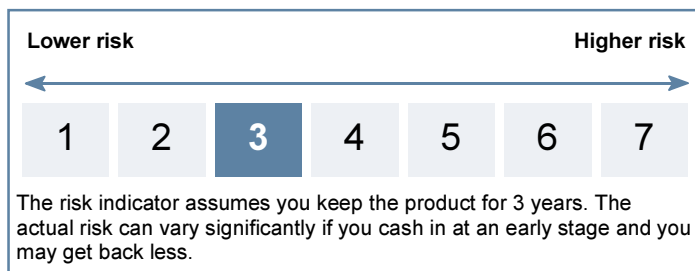 Lower risk Higher risk
1 2 3 4 5 6 7
The risk indicator assumes you keep the product for 3 years. The
actual risk can vary significantly if you cash in at an early stage and you
may get back less.